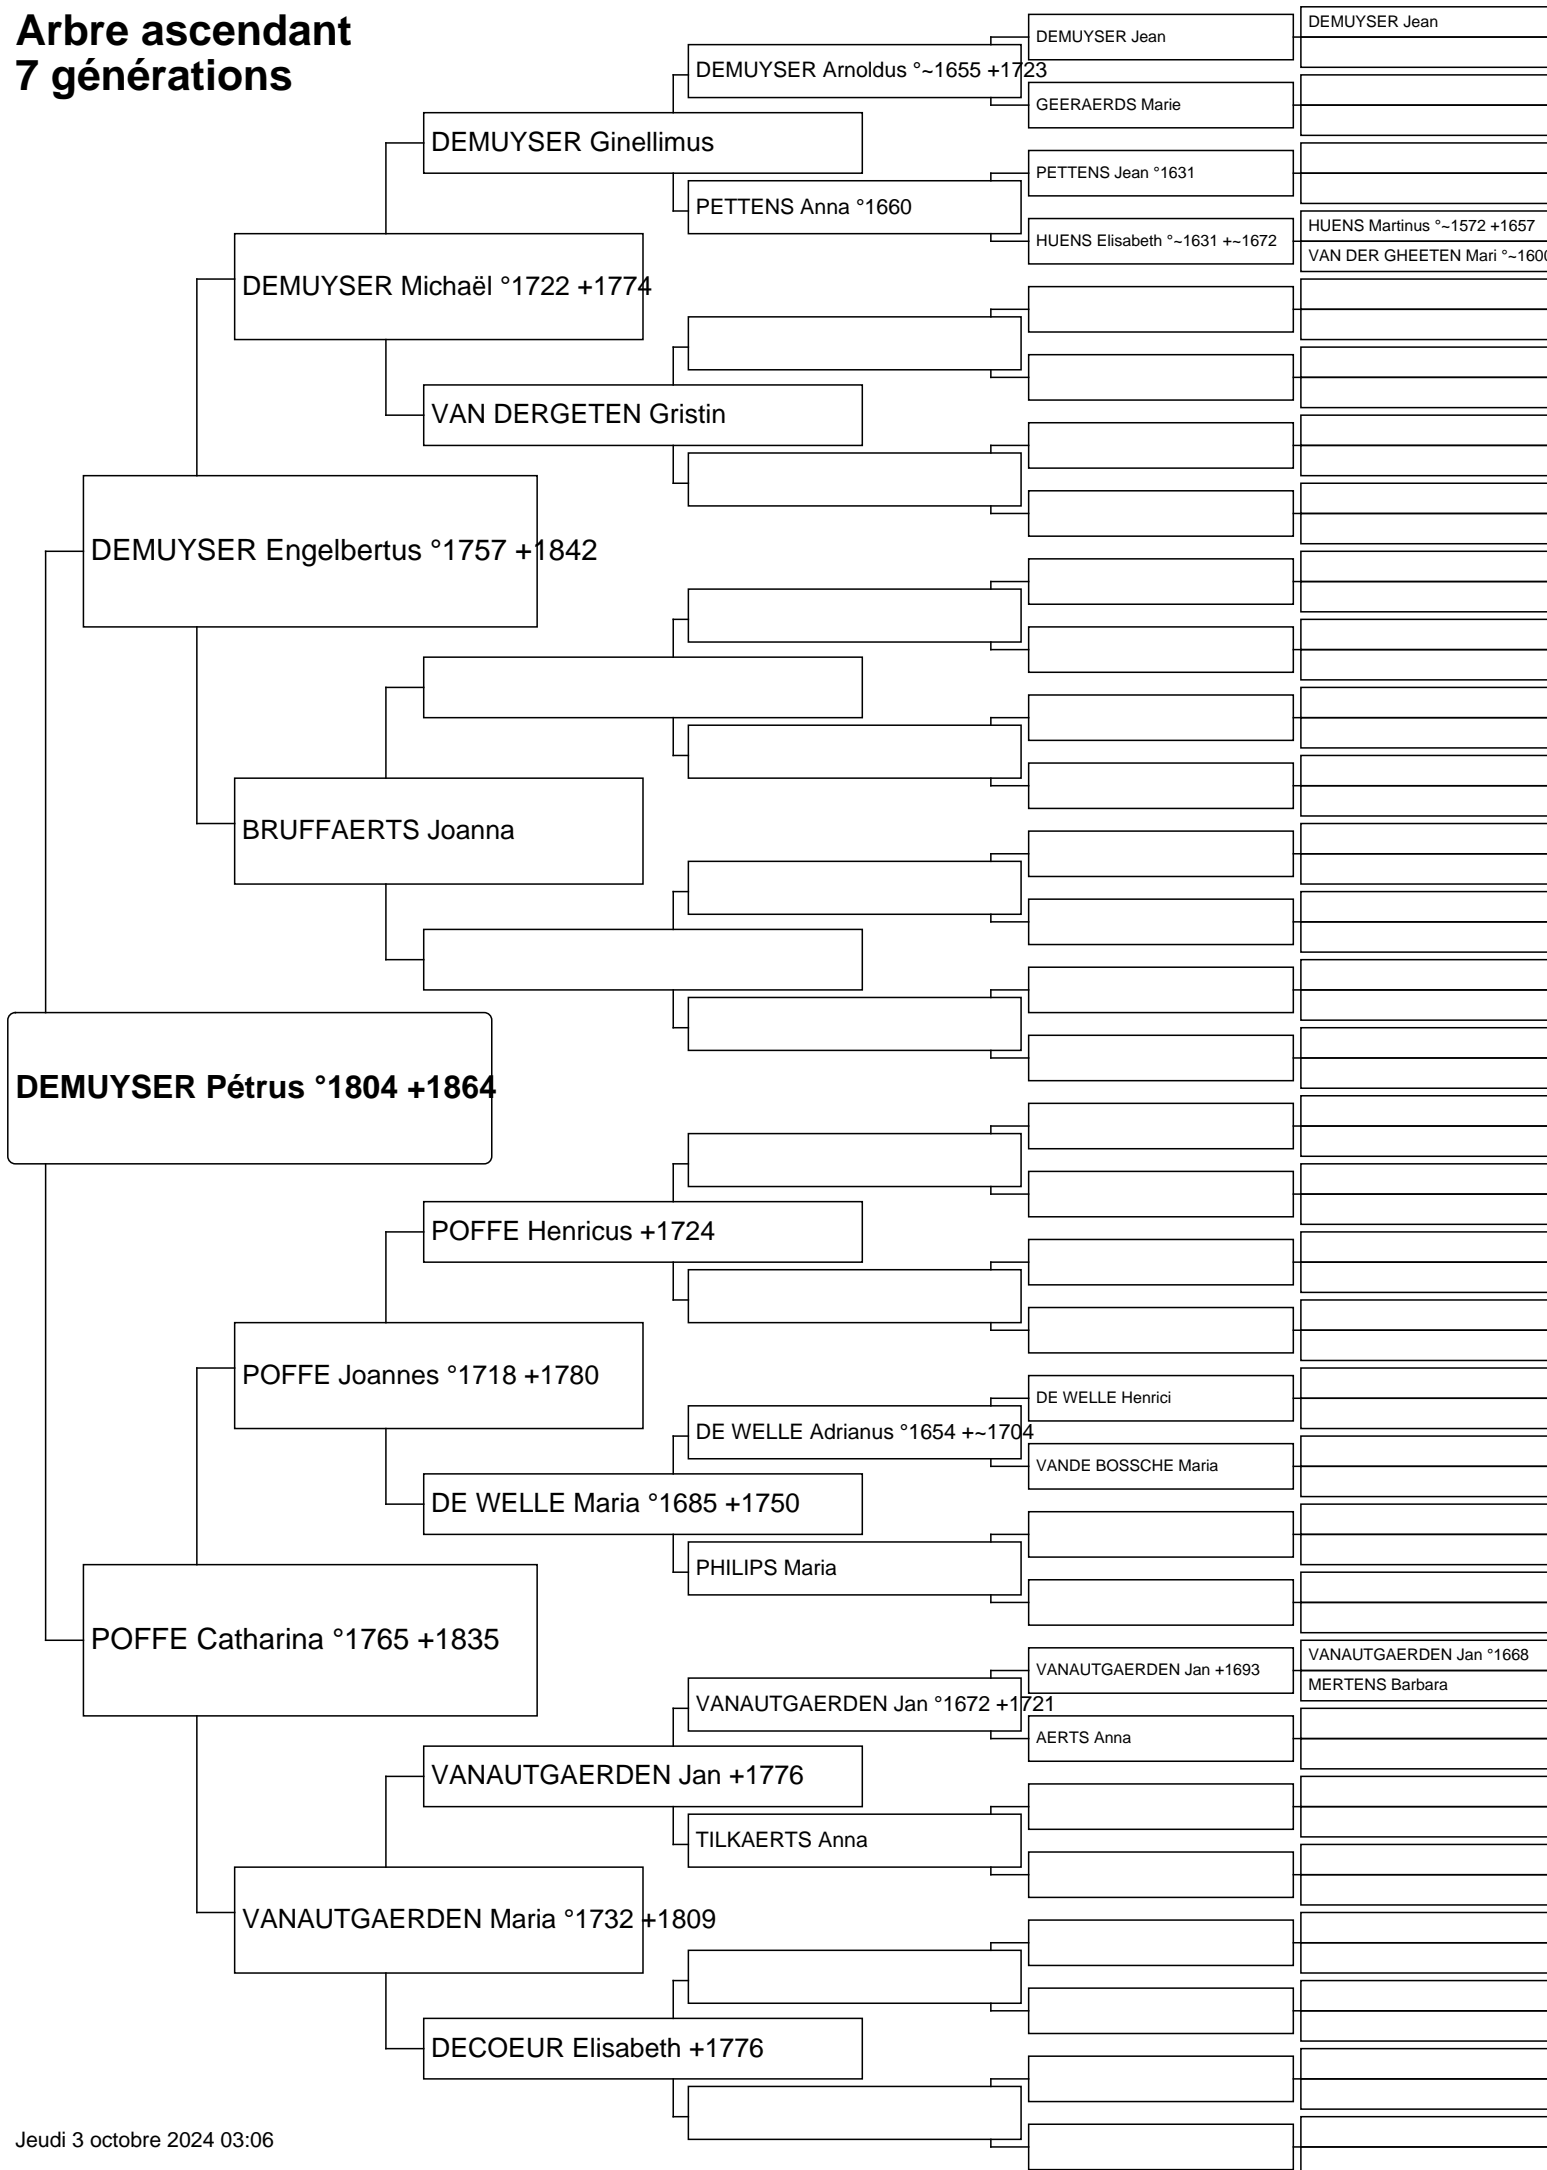 Arbre ascendant
7 générations
DEMUYSER Jean
DEMUYSER Jean
DEMUYSER Arnoldus °~1655 +1723
GEERAERDS Marie
DEMUYSER Ginellimus
PETTENS Jean °1631
PETTENS Anna °1660
HUENS Martinus °~1572 +1657
HUENS Elisabeth °~1631 +~1672
VAN DER GHEETEN Mari °~1600
DEMUYSER Michaël °1722 +1774
VAN DERGETEN Gristin
DEMUYSER Engelbertus °1757 +1842
BRUFFAERTS Joanna
DEMUYSER Pétrus °1804 +1864
POFFE Henricus +1724
POFFE Joannes °1718 +1780
DE WELLE Henrici
DE WELLE Adrianus °1654 +~1704
VANDE BOSSCHE Maria
DE WELLE Maria °1685 +1750
PHILIPS Maria
POFFE Catharina °1765 +1835
VANAUTGAERDEN Jan °1668
VANAUTGAERDEN Jan +1693
MERTENS Barbara
VANAUTGAERDEN Jan °1672 +1721
AERTS Anna
VANAUTGAERDEN Jan +1776
TILKAERTS Anna
VANAUTGAERDEN Maria °1732 +1809
DECOEUR Elisabeth +1776
Jeudi 3 octobre 2024 03:06